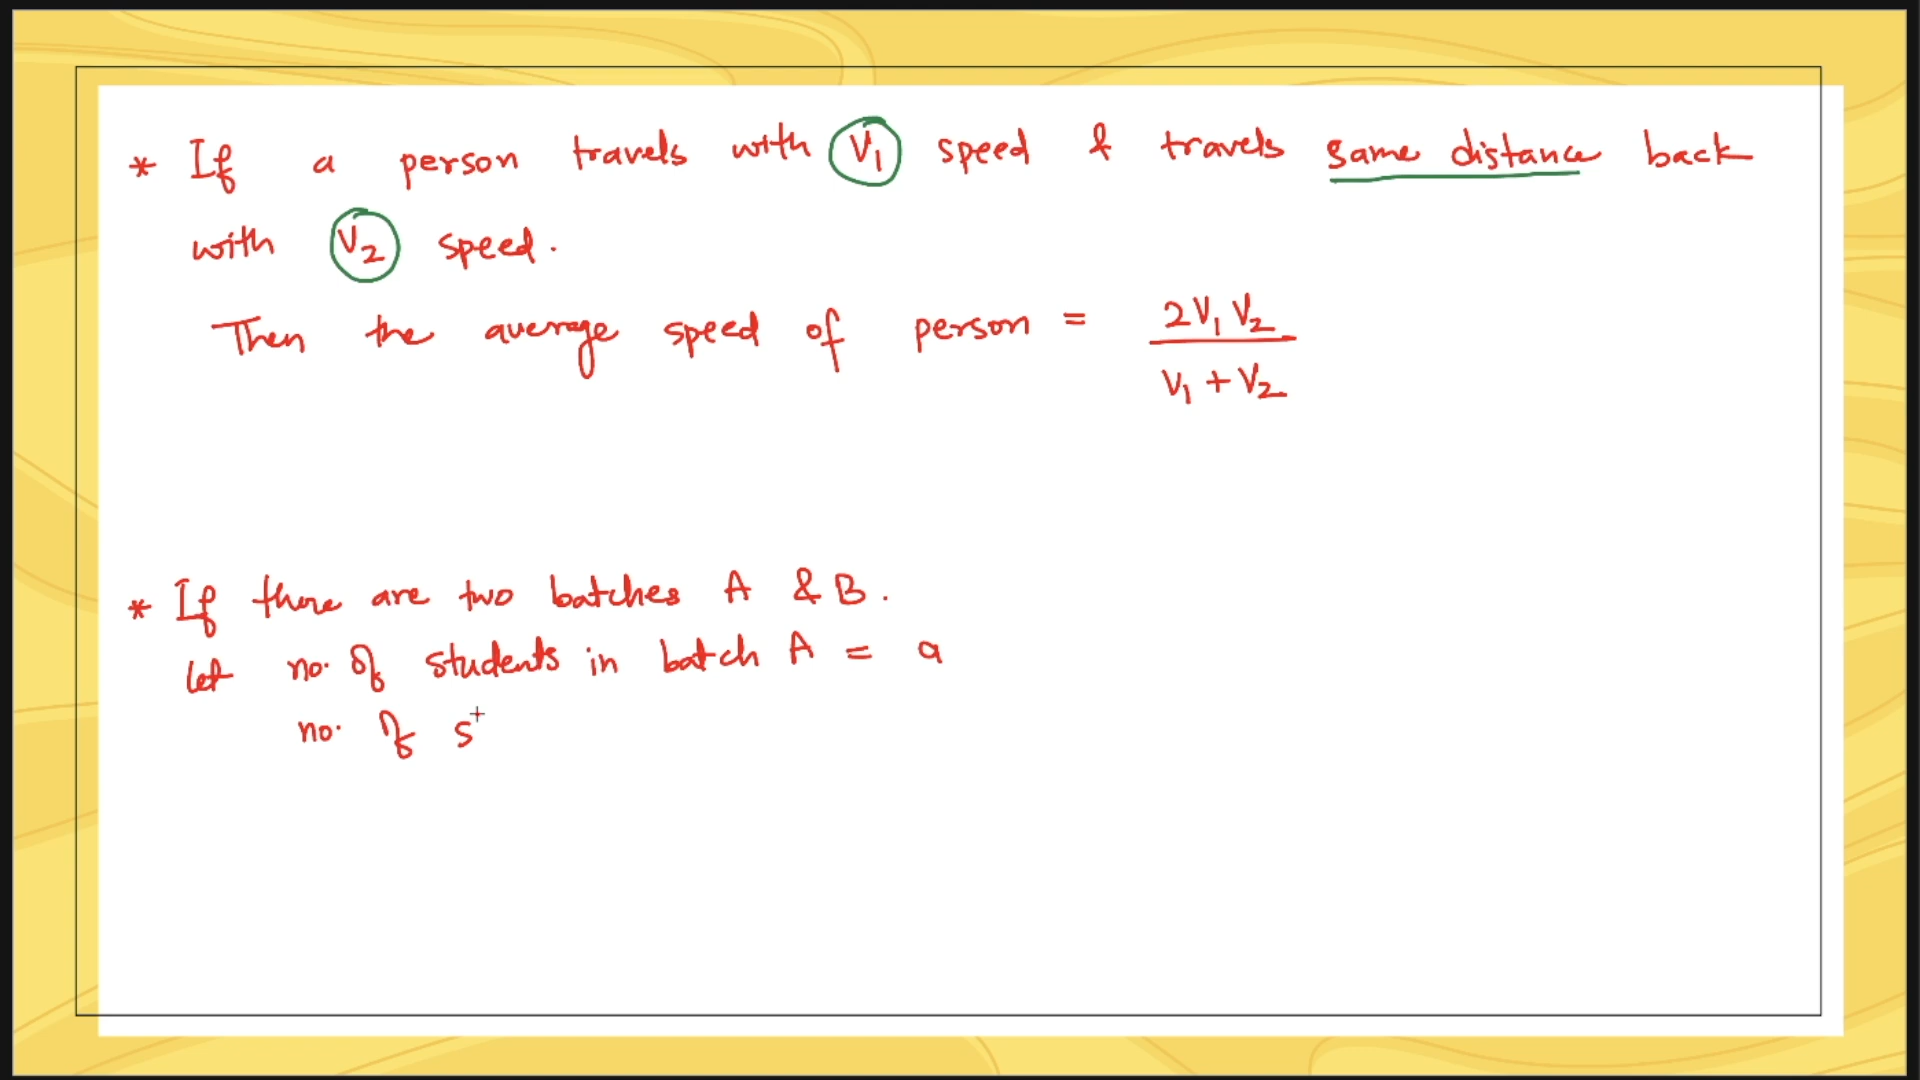 * If a person travels with V₁ speed & travels same distance back
with V₂ speed.
Then the average speed of person = 2V₁V₂ / V₁ + V₂
* If there are two batches A & B.
let no. of students in batch A = a
no. of st